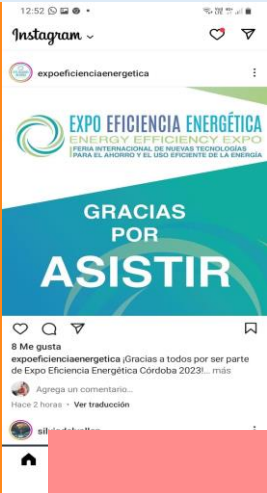 12:52
Instagram
expoeficienciaenergetica
EXPO EFICIENCIA ENERGÉTICA
ENERGY EFFICIENCY EXPO
FERIA INTERNACIONAL DE NUEVAS TECNOLOGÍAS
PARA EL AHORRO Y EL USO EFICIENTE DE LA ENERGÍA
GRACIAS
POR
ASISTIR
8 Me gusta
expoeficienciaenergetica ¡Gracias a todos por ser parte
de Expo Eficiencia Energética Córdoba 2023!... más
Agrega un comentario...
Hace 2 horas • Ver traducción